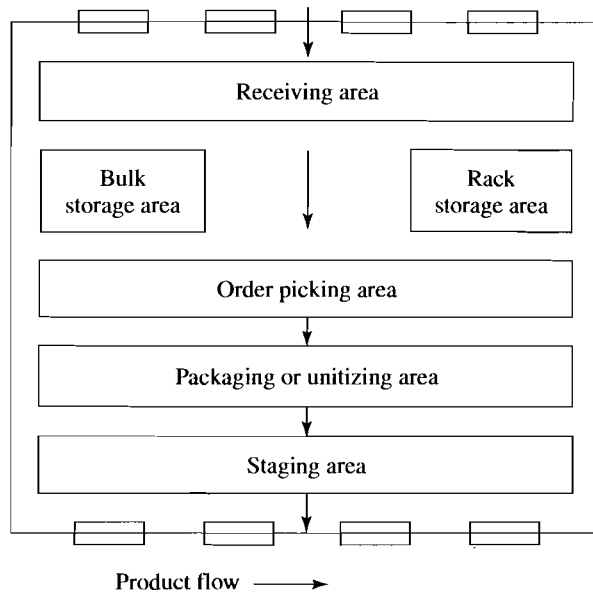 Receiving area
Bulk
storage area
Rack
storage area
Order picking area
Packaging or unitizing area
Staging area
Product flow